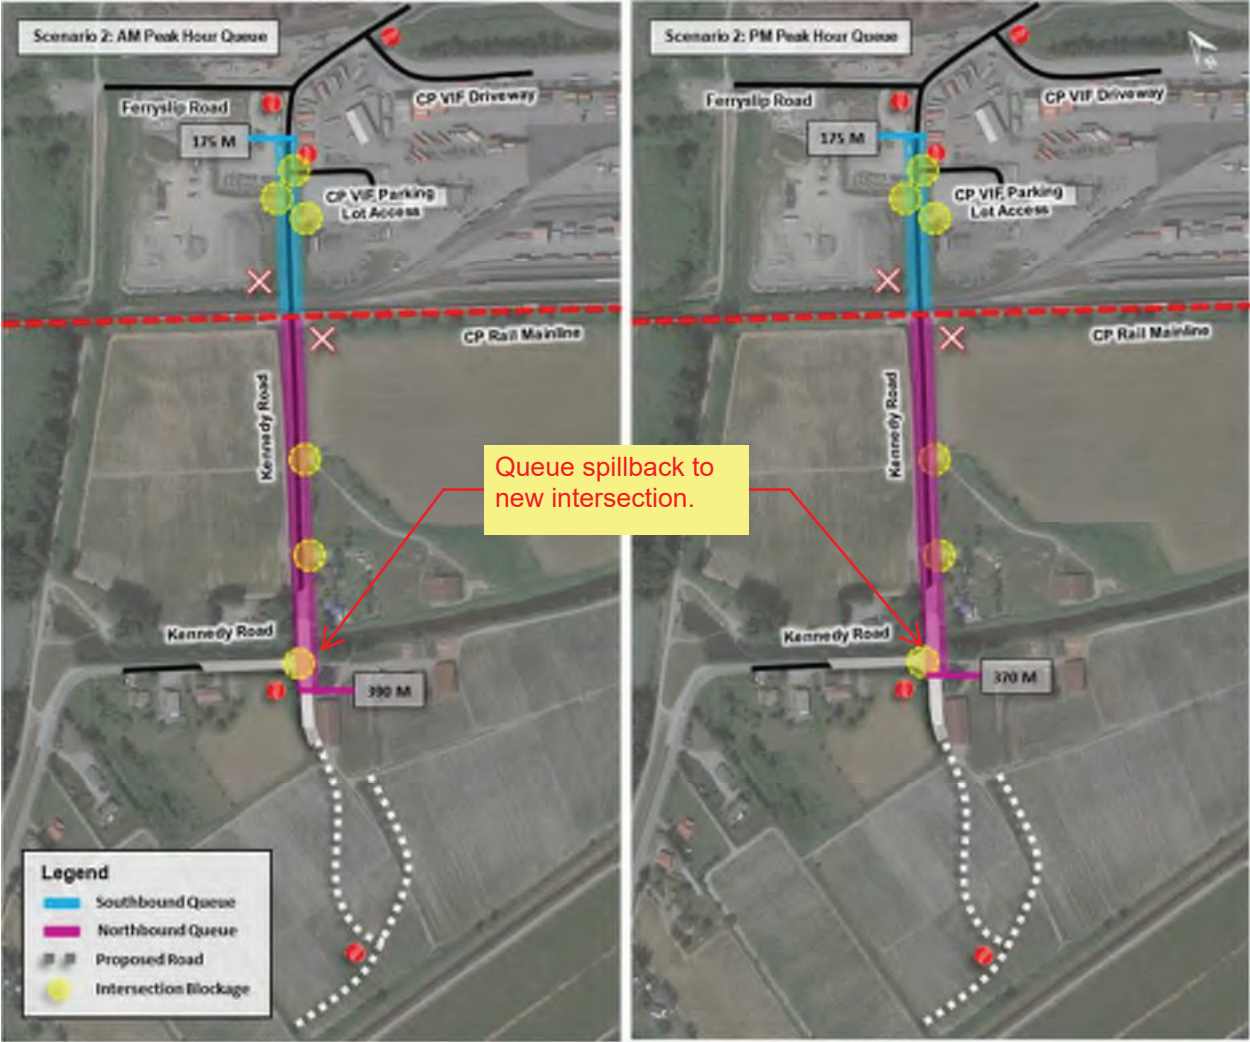 Scenario 2: AM Peak Hour Queue
Ferryslip Road
CP VIF Driveway
175 M
CP VIF Parking
Lot Access
CP Rail Mainline
Kennedy Road
Kennedy Road
390 M
Legend
Southbound Queue
Northbound Queue
Proposed Road
Intersection Blockage
Queue spillback to
new intersection.
Scenario 2: PM Peak Hour Queue
N
Ferryslip Road
CP VIF Driveway
175 M
CP VIF Parking
Lot Access
CP Rail Mainline
Kennedy Road
Kennedy Road
370 M